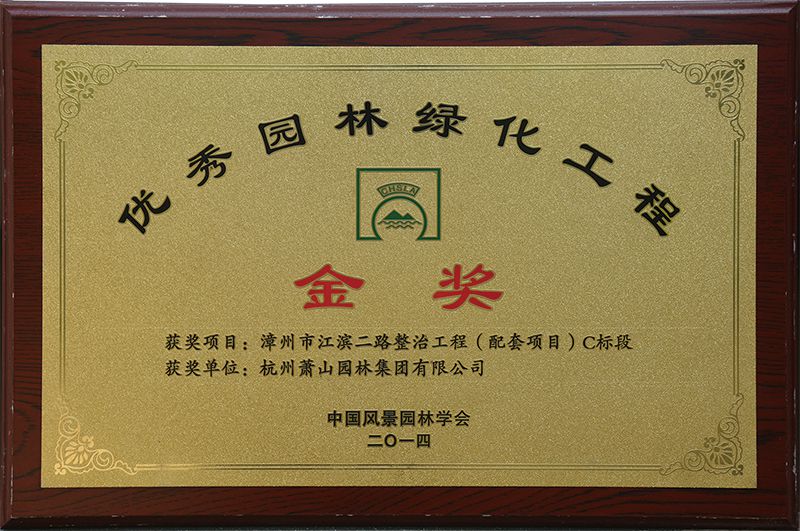 优秀园林绿化工程
CHSLA
金奖
获奖项目：漳州市江滨二路整治工程（配套项目）C标段
获奖单位：杭州萧山园林集团有限公司
中国风景园林学会
二〇一四